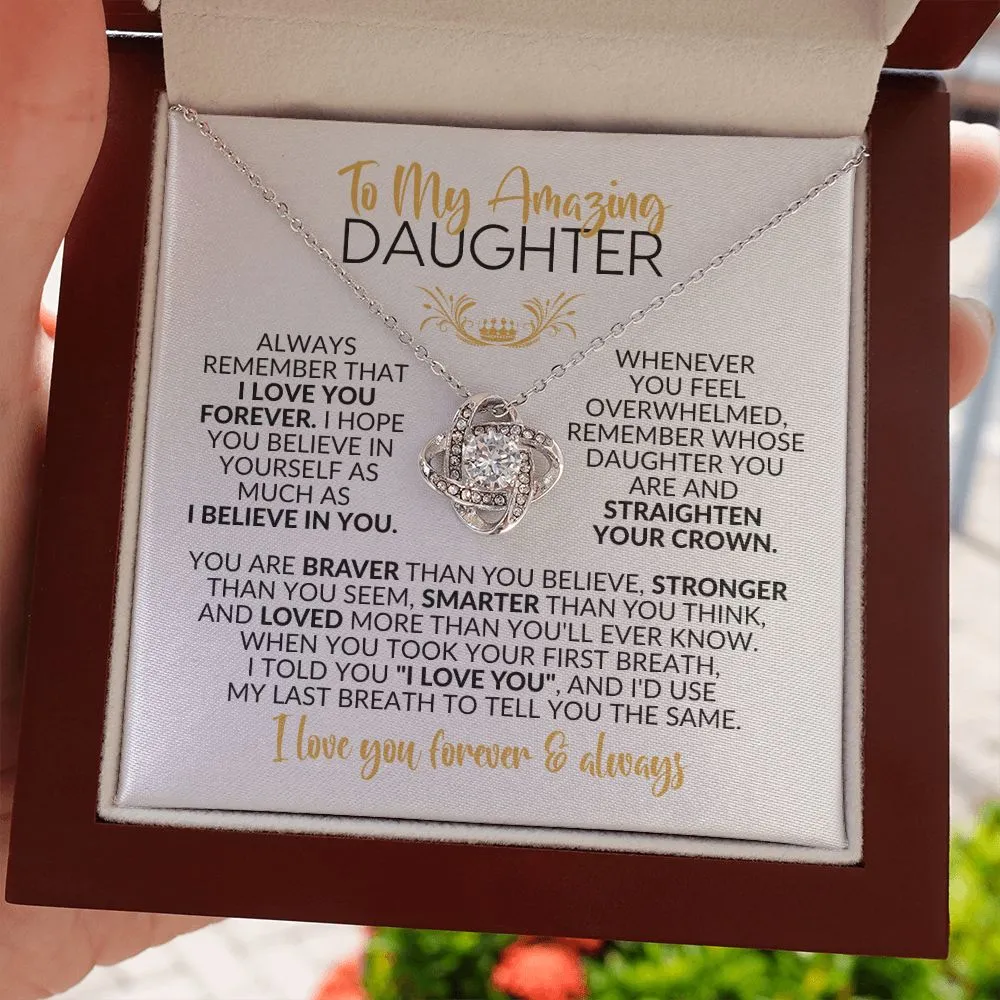 To My Amazing
DAUGHTER
ALWAYS
REMEMBER THAT
I LOVE YOU
FOREVER. I HOPE
YOU BELIEVE IN
YOURSELF AS
MUCH AS
I BELIEVE IN YOU.
WHENEVER
YOU FEEL
OVERWHELMED,
REMEMBER WHOSE
DAUGHTER YOU
ARE AND
STRAIGHTEN
YOUR CROWN.
YOU ARE BRAVER THAN YOU BELIEVE, STRONGER
THAN YOU SEEM, SMARTER THAN YOU THINK,
AND LOVED MORE THAN YOU'LL EVER KNOW.
WHEN YOU TOOK YOUR FIRST BREATH,
I TOLD YOU "I LOVE YOU", AND I'D USE
MY LAST BREATH TO TELL YOU THE SAME.
I love you forever & always